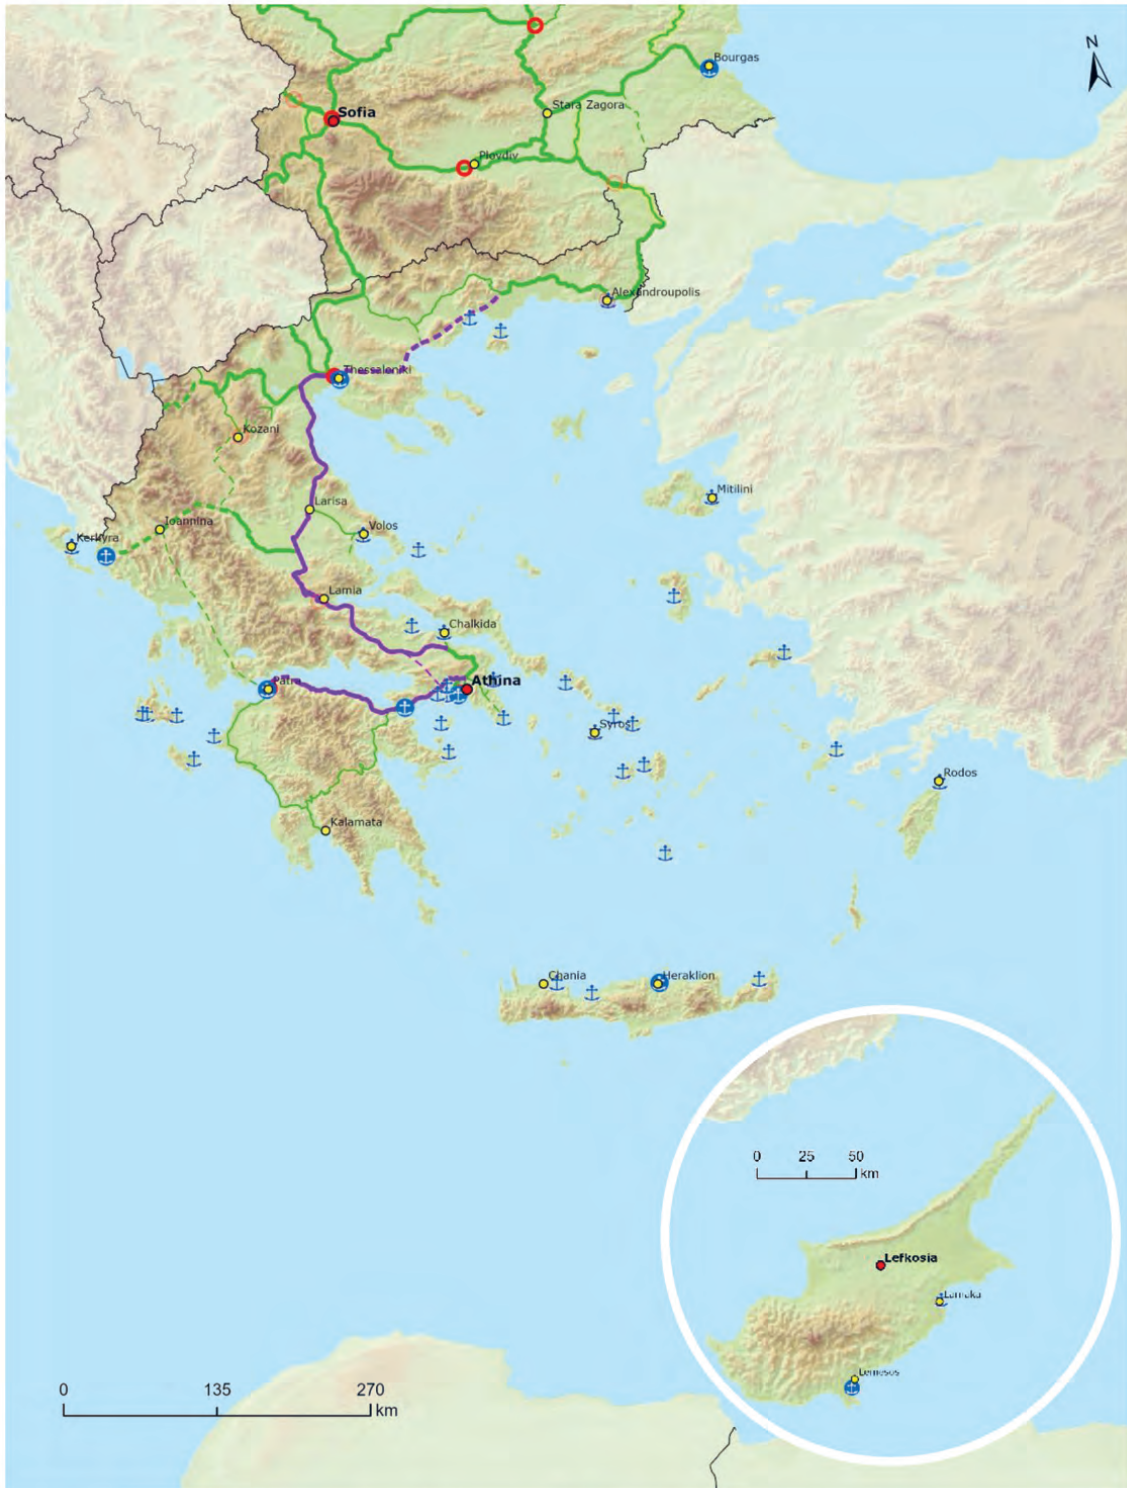 N
Bourgas
Stara Zagora
Sofia
Plovdiv
Alexandroupolis
Thessaloniki
Kozani
Mitilini
Larisa
Ioannina
Volos
Kerkyra
Lamia
Chalkida
Athina
Patra
Syros
Rodos
Kalamata
Chania
Heraklion
0 25 50
km
Lefkosia
Larnaka
Lemesos
0 135 270
km